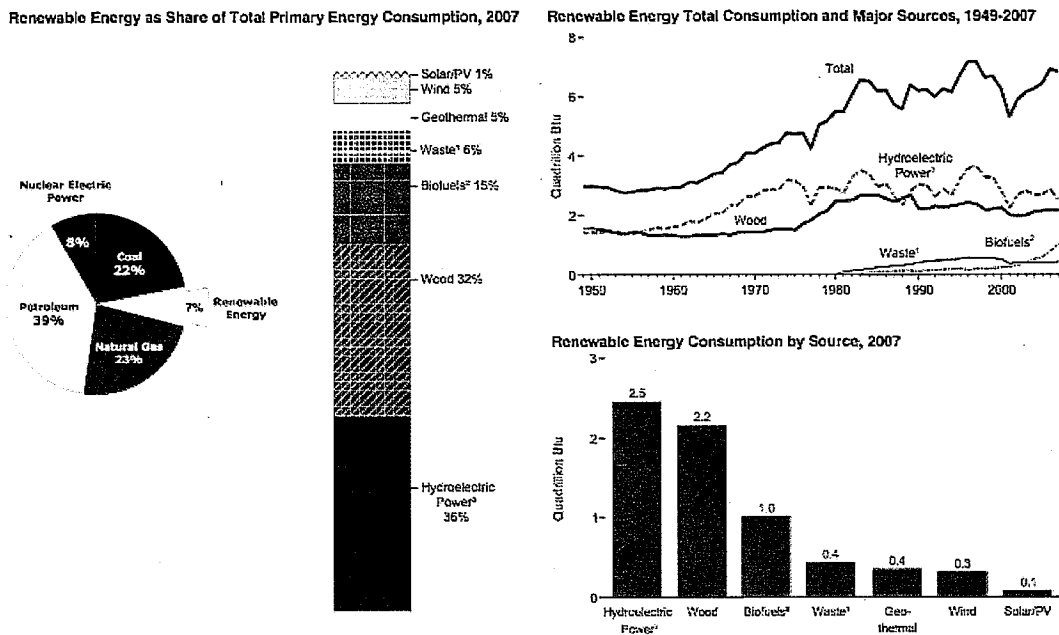 Renewable Energy as Share of Total Primary Energy Consumption, 2007
Nuclear Electric
Power
8%
Coal
22%
Petroleum
39%
7%
Renewable
Energy
Natural Gas
23%
Solar/PV 1%
Wind 5%
Geothermal 5%
Waste¹ 6%
Biofuels² 15%
Wood 32%
Hydroelectric
Power³
36%
Renewable Energy Total Consumption and Major Sources, 1949-2007
8
6
4
2
0
Quadrillion Btu
Total
Hydroelectric
Power³
Wood
Waste¹
Biofuels²
1950 1960 1970 1980 1990 2000
Renewable Energy Consumption by Source, 2007
3
2
1
0
Quadrillion Btu
2.5
2.2
1.0
0.4
0.4
0.3
0.1
Hydroelectric Wood Biofuels² Waste¹ Geo- Wind Solar/PV
Power³ thermal